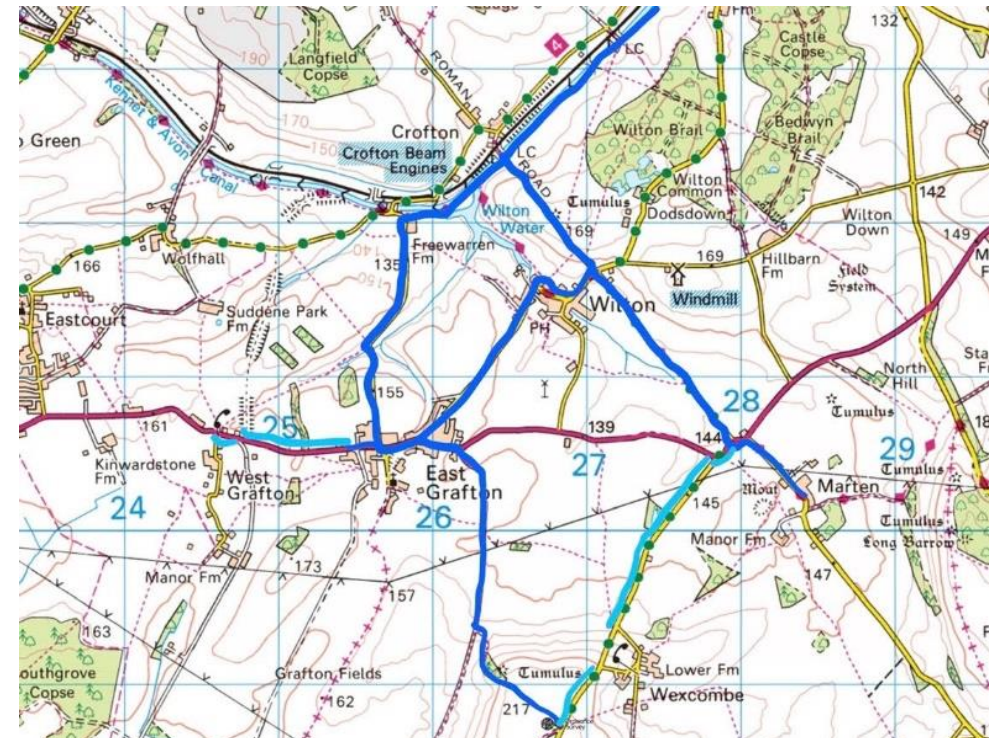 132
LC
4
190
Langfield
Copse
Castle
Copse
ROMAN
Kennet & Avon
Canal
170
150
Green
Crofton
Crofton Beam
Engines
LC
ROAD
Wilton Brail
Bedwyn
Brail
Wilton
Common
Tumulus
Dodsdown
142
Wilton
Water
169
Wilton
Down
149
166
Wolfhall
135
Freewarren
Fm
140
150
169
Hillbarn
Fm
Field
System
Windmill
Wilton
PH
Eastcourt
Suddene Park
Fm
155
North
Hill
Tumulus
161
25
28
139
144
27
29
Kinwardstone
Fm
West
Grafton
East
Grafton
24
26
145
Moat
Marten
Tumulus
Tumulus
Long Barrow
Manor Fm
Manor Fm
173
157
147
163
Copse
Grafton Fields
162
Tumulus
217
Lower Fm
Wexcombe